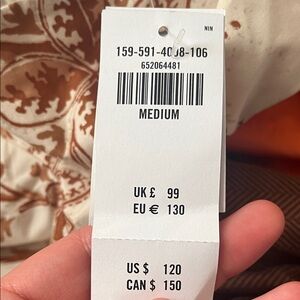 NIN
159-591-4008-106
652064481
MEDIUM
UK £ 99
EU € 130
US $ 120
CAN $ 150